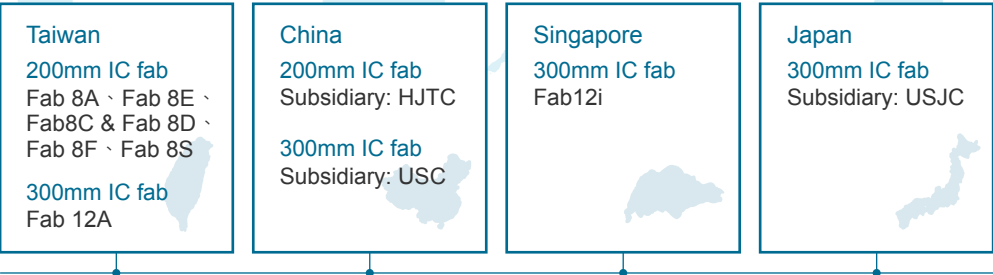 Taiwan
200mm IC fab
Fab 8A、Fab 8E、
Fab8C & Fab 8D、
Fab 8F、Fab 8S
300mm IC fab
Fab 12A
China
200mm IC fab
Subsidiary: HJTC
300mm IC fab
Subsidiary: USC
Singapore
300mm IC fab
Fab12i
Japan
300mm IC fab
Subsidiary: USJC